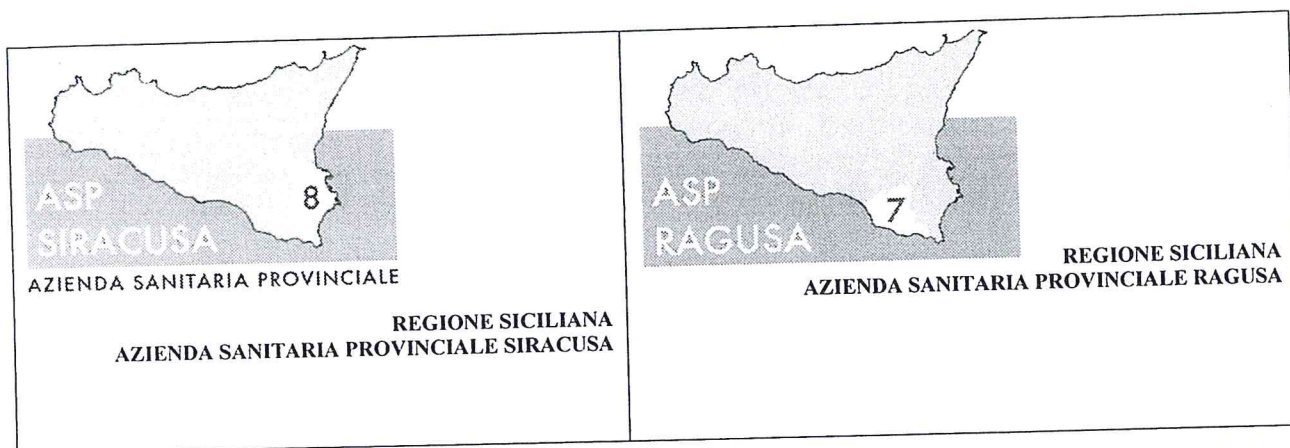 8
ASP
SIRACUSA
AZIENDA SANITARIA PROVINCIALE
REGIONE SICILIANA
AZIENDA SANITARIA PROVINCIALE SIRACUSA
7
ASP
RAGUSA
REGIONE SICILIANA
AZIENDA SANITARIA PROVINCIALE RAGUSA